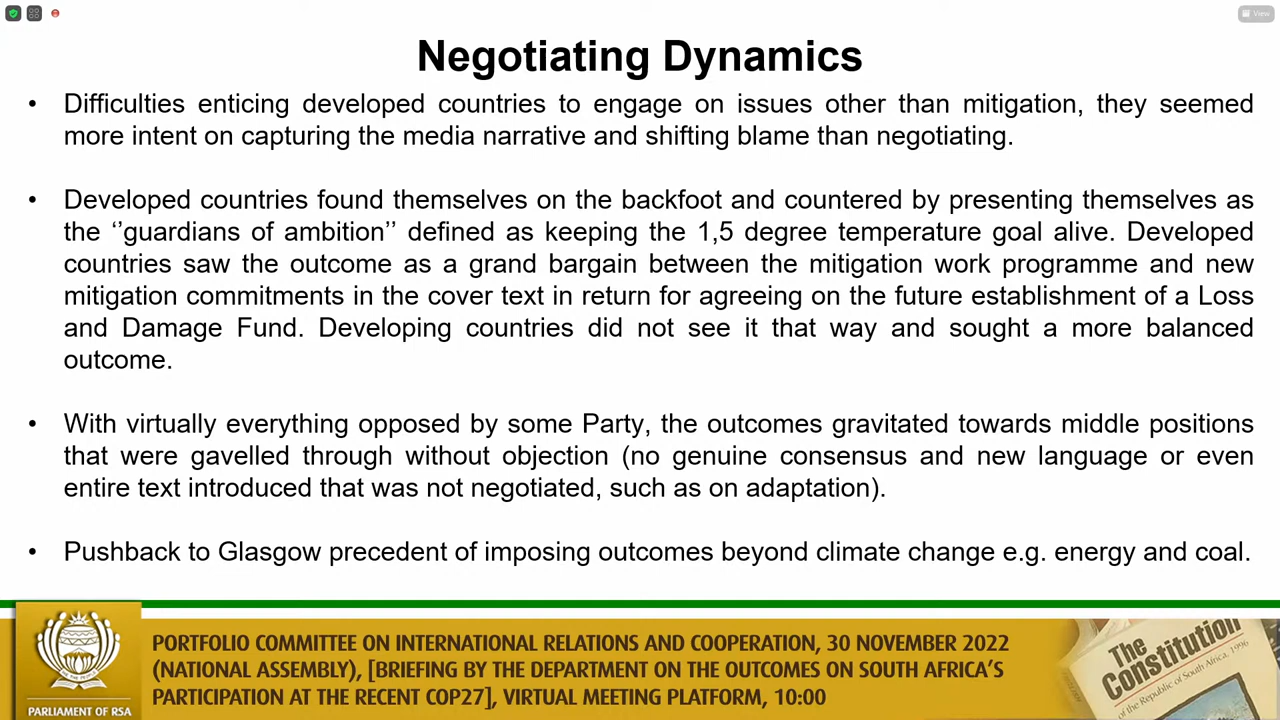 View
Negotiating Dynamics
• Difficulties enticing developed countries to engage on issues other than mitigation, they seemed
more intent on capturing the media narrative and shifting blame than negotiating.
• Developed countries found themselves on the backfoot and countered by presenting themselves as
the ‘’guardians of ambition’’ defined as keeping the 1,5 degree temperature goal alive. Developed
countries saw the outcome as a grand bargain between the mitigation work programme and new
mitigation commitments in the cover text in return for agreeing on the future establishment of a Loss
and Damage Fund. Developing countries did not see it that way and sought a more balanced
outcome.
• With virtually everything opposed by some Party, the outcomes gravitated towards middle positions
that were gavelled through without objection (no genuine consensus and new language or even
entire text introduced that was not negotiated, such as on adaptation).
• Pushback to Glasgow precedent of imposing outcomes beyond climate change e.g. energy and coal.
PORTFOLIO COMMITTEE ON INTERNATIONAL RELATIONS AND COOPERATION, 30 NOVEMBER 2022
(NATIONAL ASSEMBLY), [BRIEFING BY THE DEPARTMENT ON THE OUTCOMES ON SOUTH AFRICA’S
PARTICIPATION AT THE RECENT COP27], VIRTUAL MEETING PLATFORM, 10:00
PARLIAMENT OF RSA
The
Constitution
of the Republic of South Africa, 1996